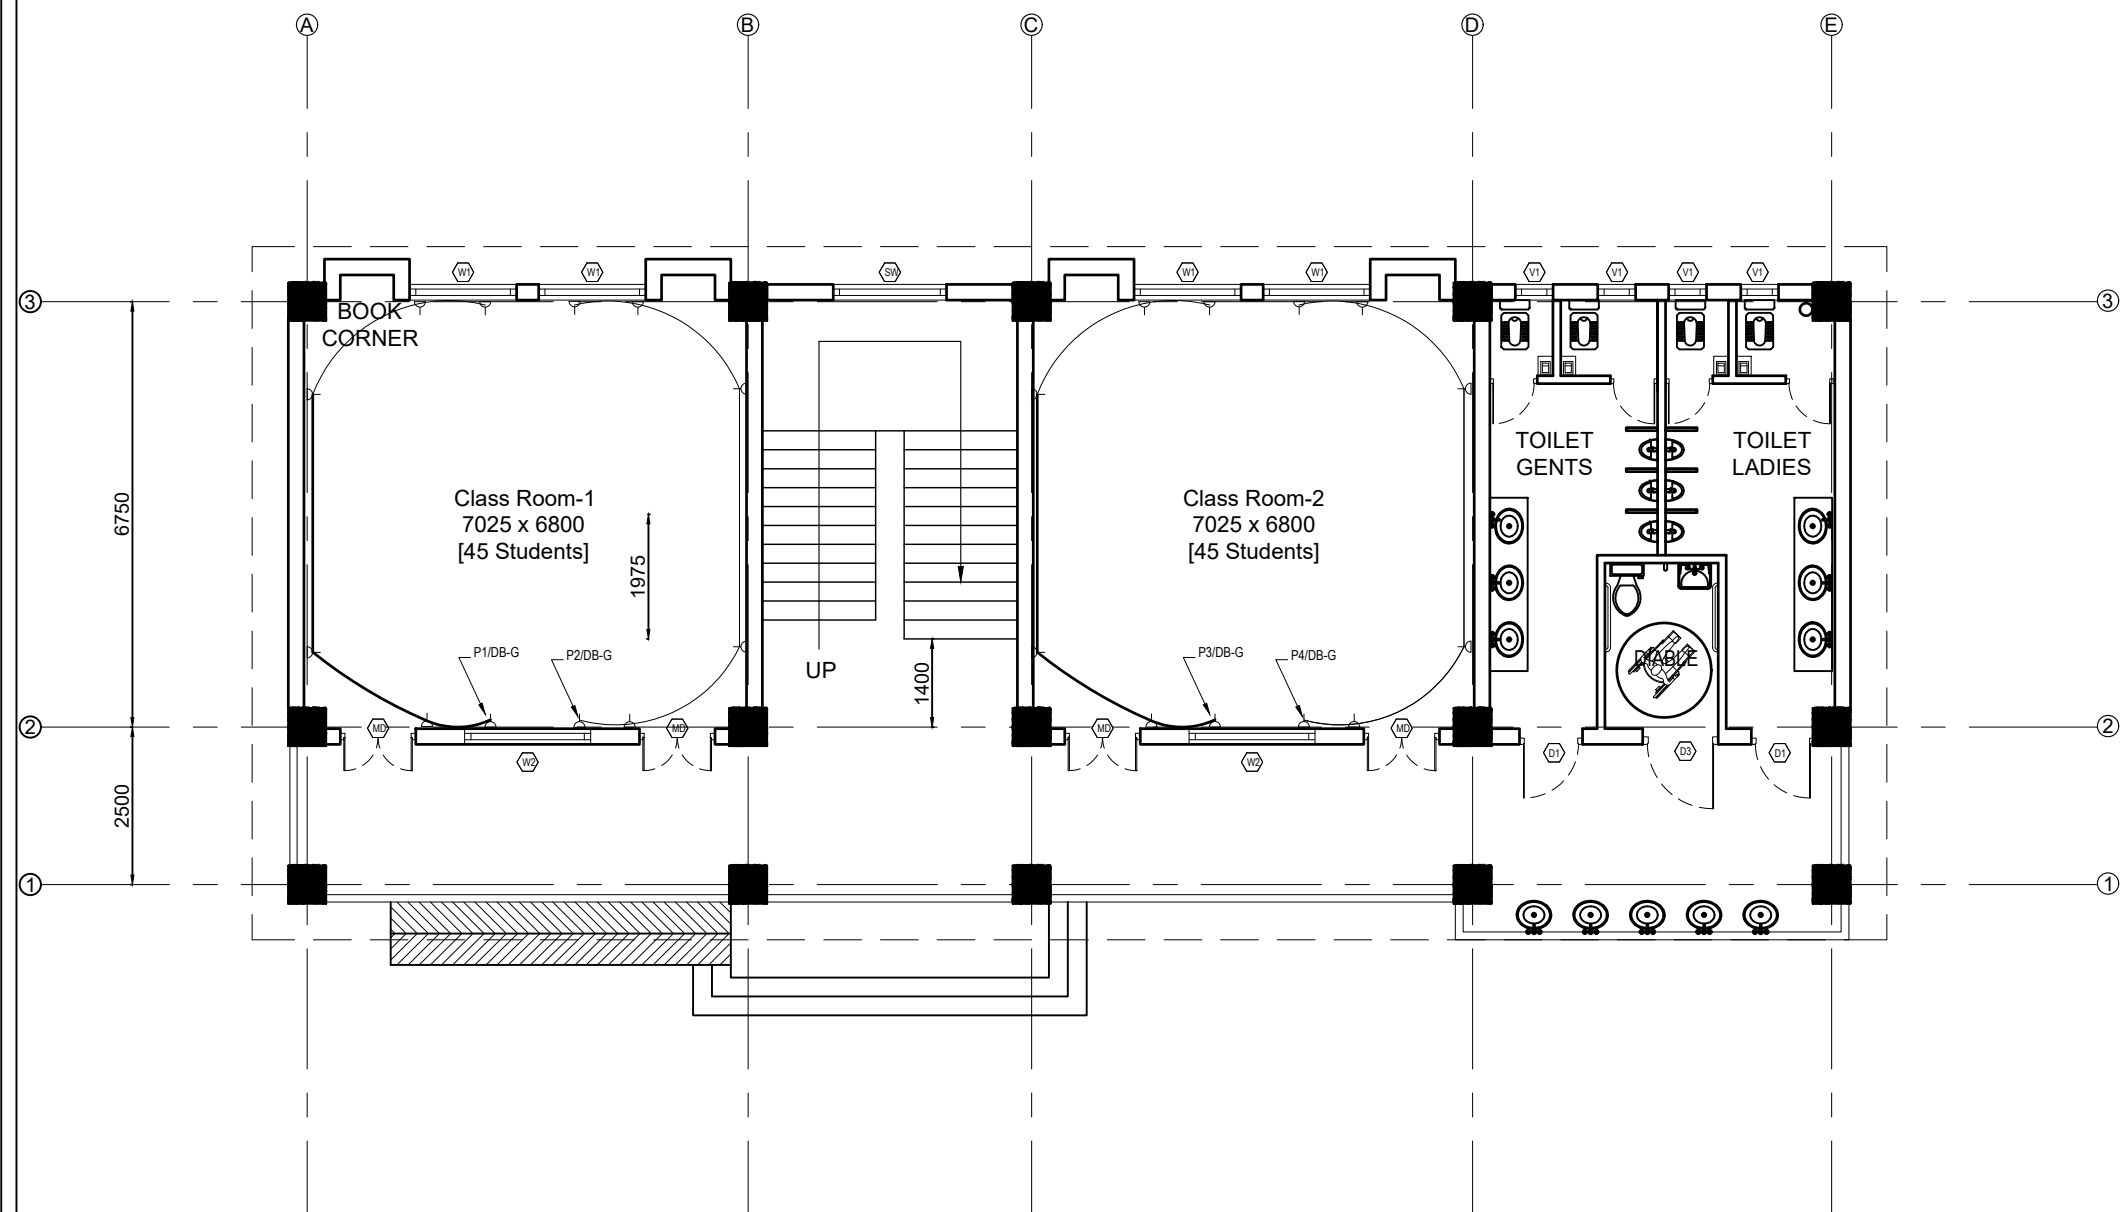 A
B
C
D
E
W1
W1
SW
W1
W1
V1
V1
V1
V1
3
3
BOOK
CORNER
TOILET
GENTS
TOILET
LADIES
6750
Class Room-1
7025 x 6800
[45 Students]
1975
Class Room-2
7025 x 6800
[45 Students]
P1/DB-G
P2/DB-G
UP
1400
P3/DB-G
P4/DB-G
DIABLE
2
MD
MD
MD
MD
2
W2
W2
D1
D3
D1
2500
1
1